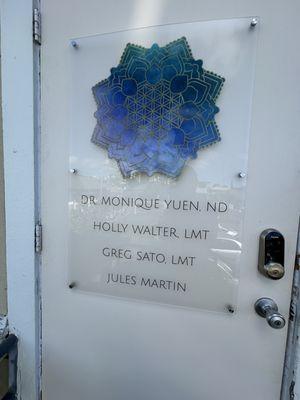 DR. MONIQUE YUEN, ND
HOLLY WALTER, LMT
GREG SATO, LMT
JULES MARTIN